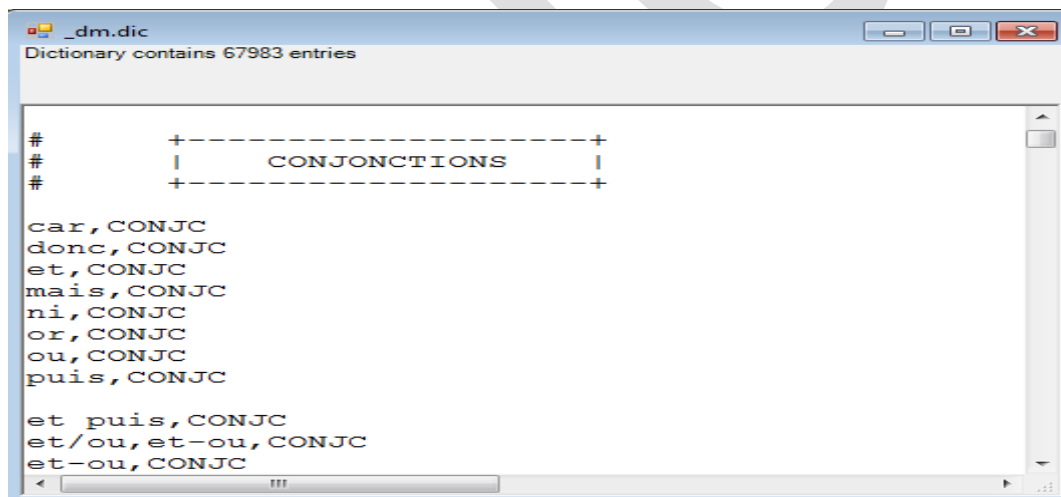 _dm.dic
Dictionary contains 67983 entries
#       +---------------------+
#       |    CONJONCTIONS    |
#       +---------------------+
car,CONJC
donc,CONJC
et,CONJC
mais,CONJC
ni,CONJC
or,CONJC
ou,CONJC
puis,CONJC
et puis,CONJC
et/ou,et-ou,CONJC
et-ou,CONJC